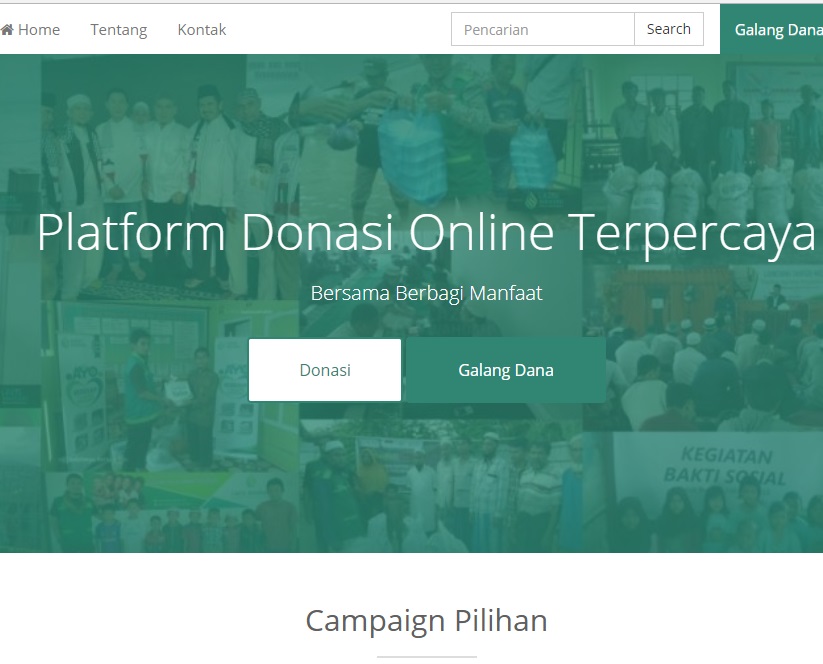 Home Tentang Kontak Pencarian Search Galang Dana
Platform Donasi Online Terpercaya
Bersama Berbagi Manfaat
Donasi Galang Dana
KEGIATAN
BAKTI SOSIAL
Campaign Pilihan